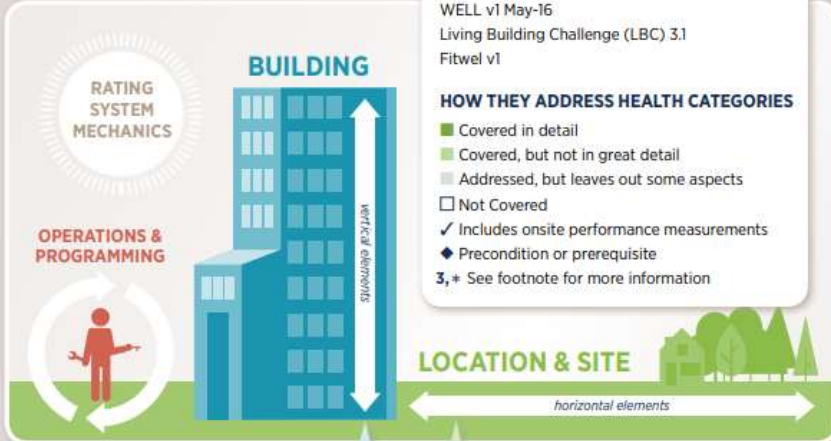 WELL v1 May-16
Living Building Challenge (LBC) 3.1
Fitwel v1
HOW THEY ADDRESS HEALTH CATEGORIES
Covered in detail
Covered, but not in great detail
Addressed, but leaves out some aspects
Not Covered
✓ Includes onsite performance measurements
◆ Precondition or prerequisite
3,* See footnote for more information
RATING
SYSTEM
MECHANICS
BUILDING
vertical elements
OPERATIONS &
PROGRAMMING
LOCATION & SITE
horizontal elements